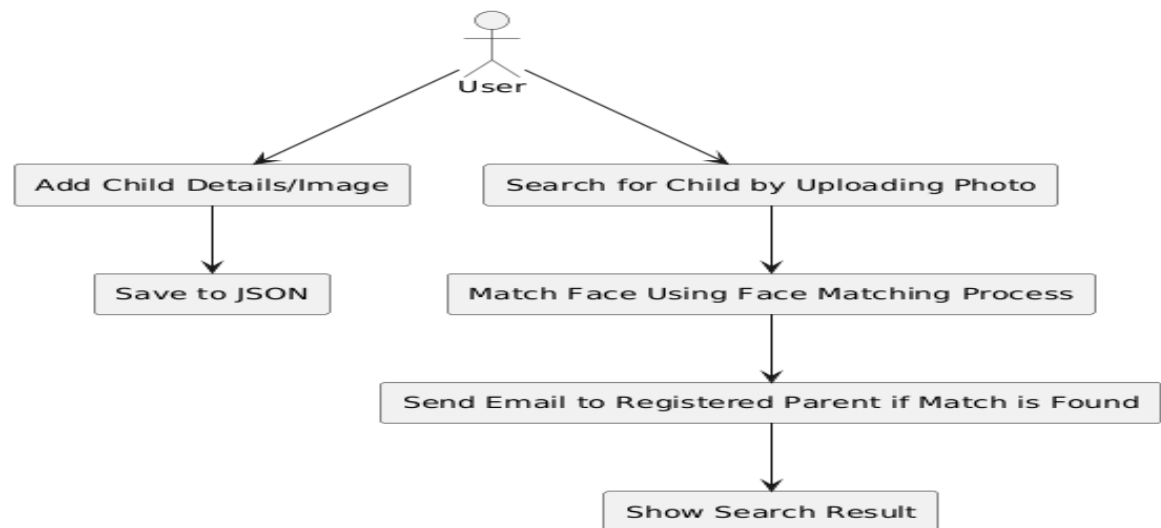 User
Add Child Details/Image
Search for Child by Uploading Photo
Save to JSON
Match Face Using Face Matching Process
Send Email to Registered Parent if Match is Found
Show Search Result